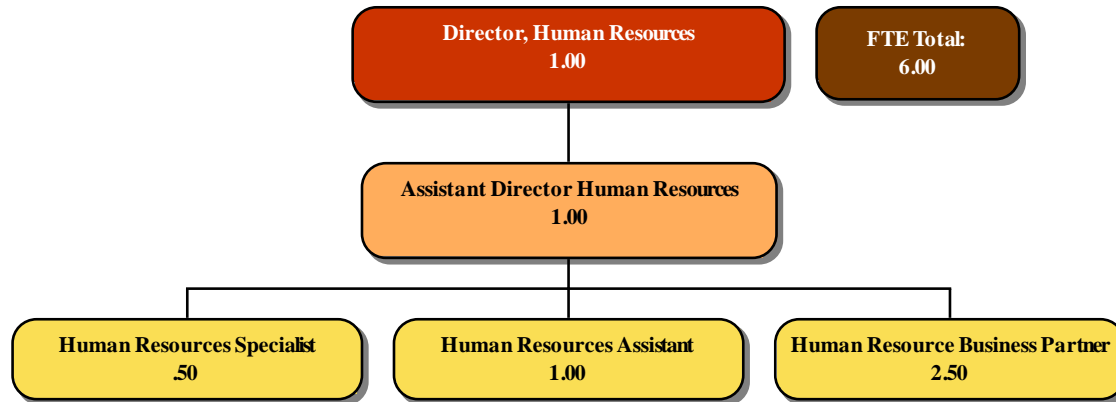 Director, Human Resources
1.00
FTE Total:
6.00
Assistant Director Human Resources
1.00
Human Resources Specialist
.50
Human Resources Assistant
1.00
Human Resource Business Partner
2.50